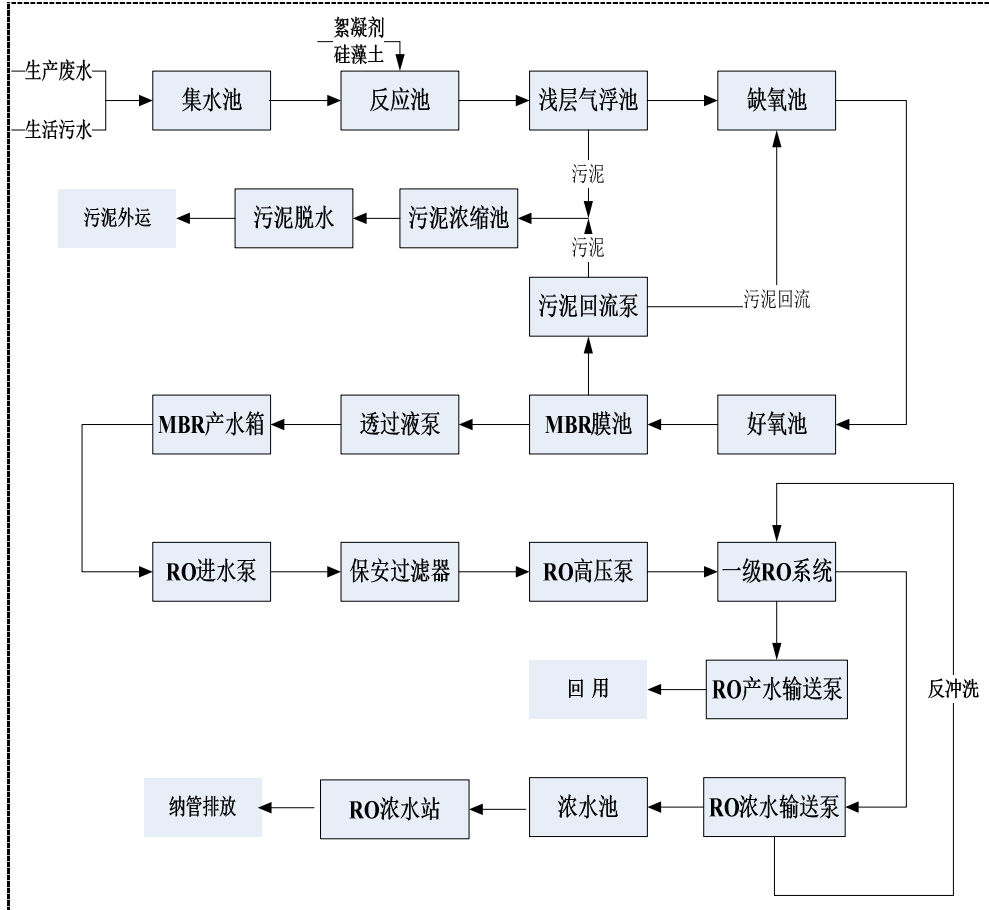 絮凝剂
硅藻土
生产废水
生活污水
集水池
反应池
浅层气浮池
缺氧池
污泥
污泥外运
污泥脱水
污泥浓缩池
污泥
污泥回流泵
污泥回流
MBR产水箱
透过液泵
MBR膜池
好氧池
RO进水泵
保安过滤器
RO高压泵
一级RO系统
回 用
RO产水输送泵
反冲洗
纳管排放
RO浓水站
浓水池
RO浓水输送泵